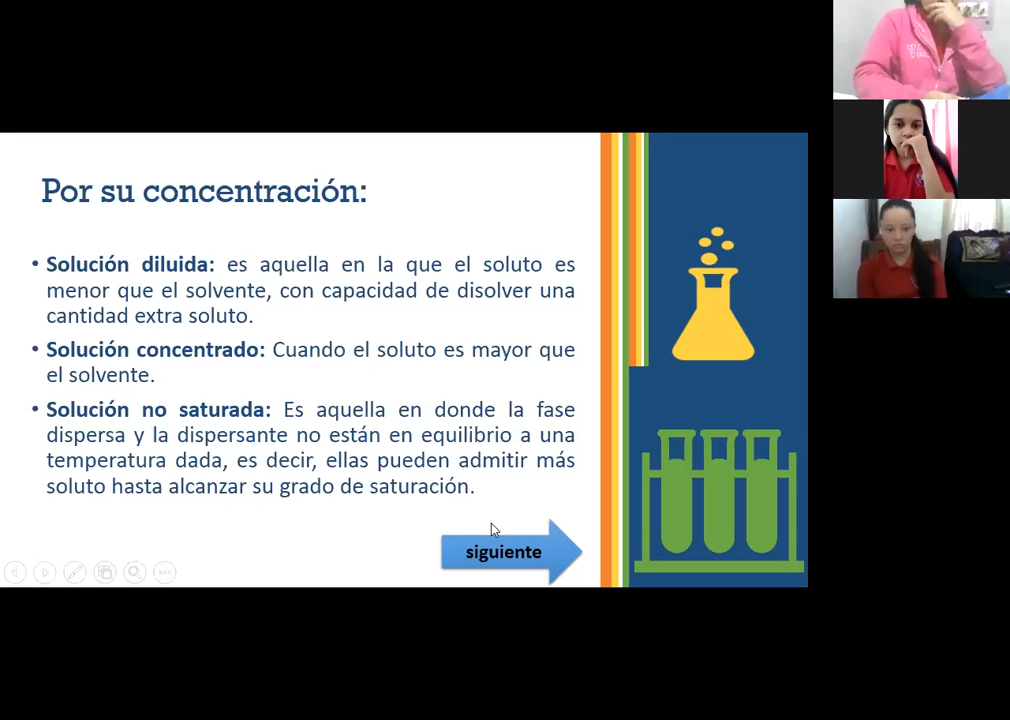 Por su concentración:
• Solución diluida: es aquella en la que el soluto es
menor que el solvente, con capacidad de disolver una
cantidad extra soluto.
• Solución concentrado: Cuando el soluto es mayor que
el solvente.
• Solución no saturada: Es aquella en donde la fase
dispersa y la dispersante no están en equilibrio a una
temperatura dada, es decir, ellas pueden admitir más
soluto hasta alcanzar su grado de saturación.
siguiente